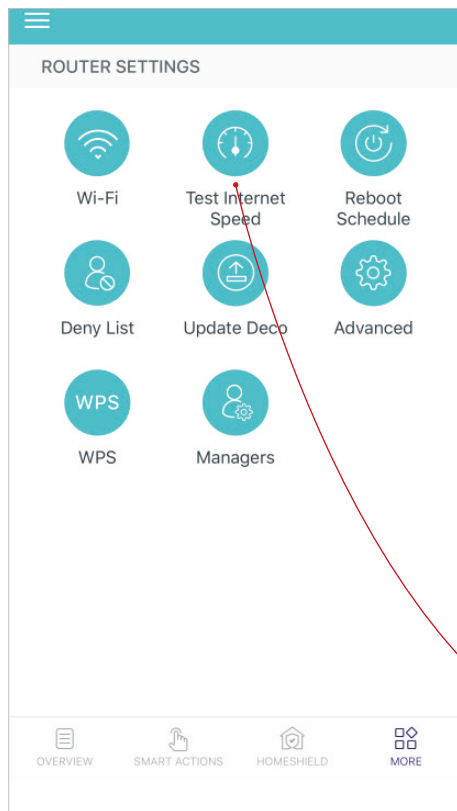 ROUTER SETTINGS
Wi-Fi
Test Internet
Speed
Reboot
Schedule
Deny List
Update Deco
Advanced
WPS
WPS
Managers
OVERVIEW
SMART ACTIONS
HOMESHIELD
MORE